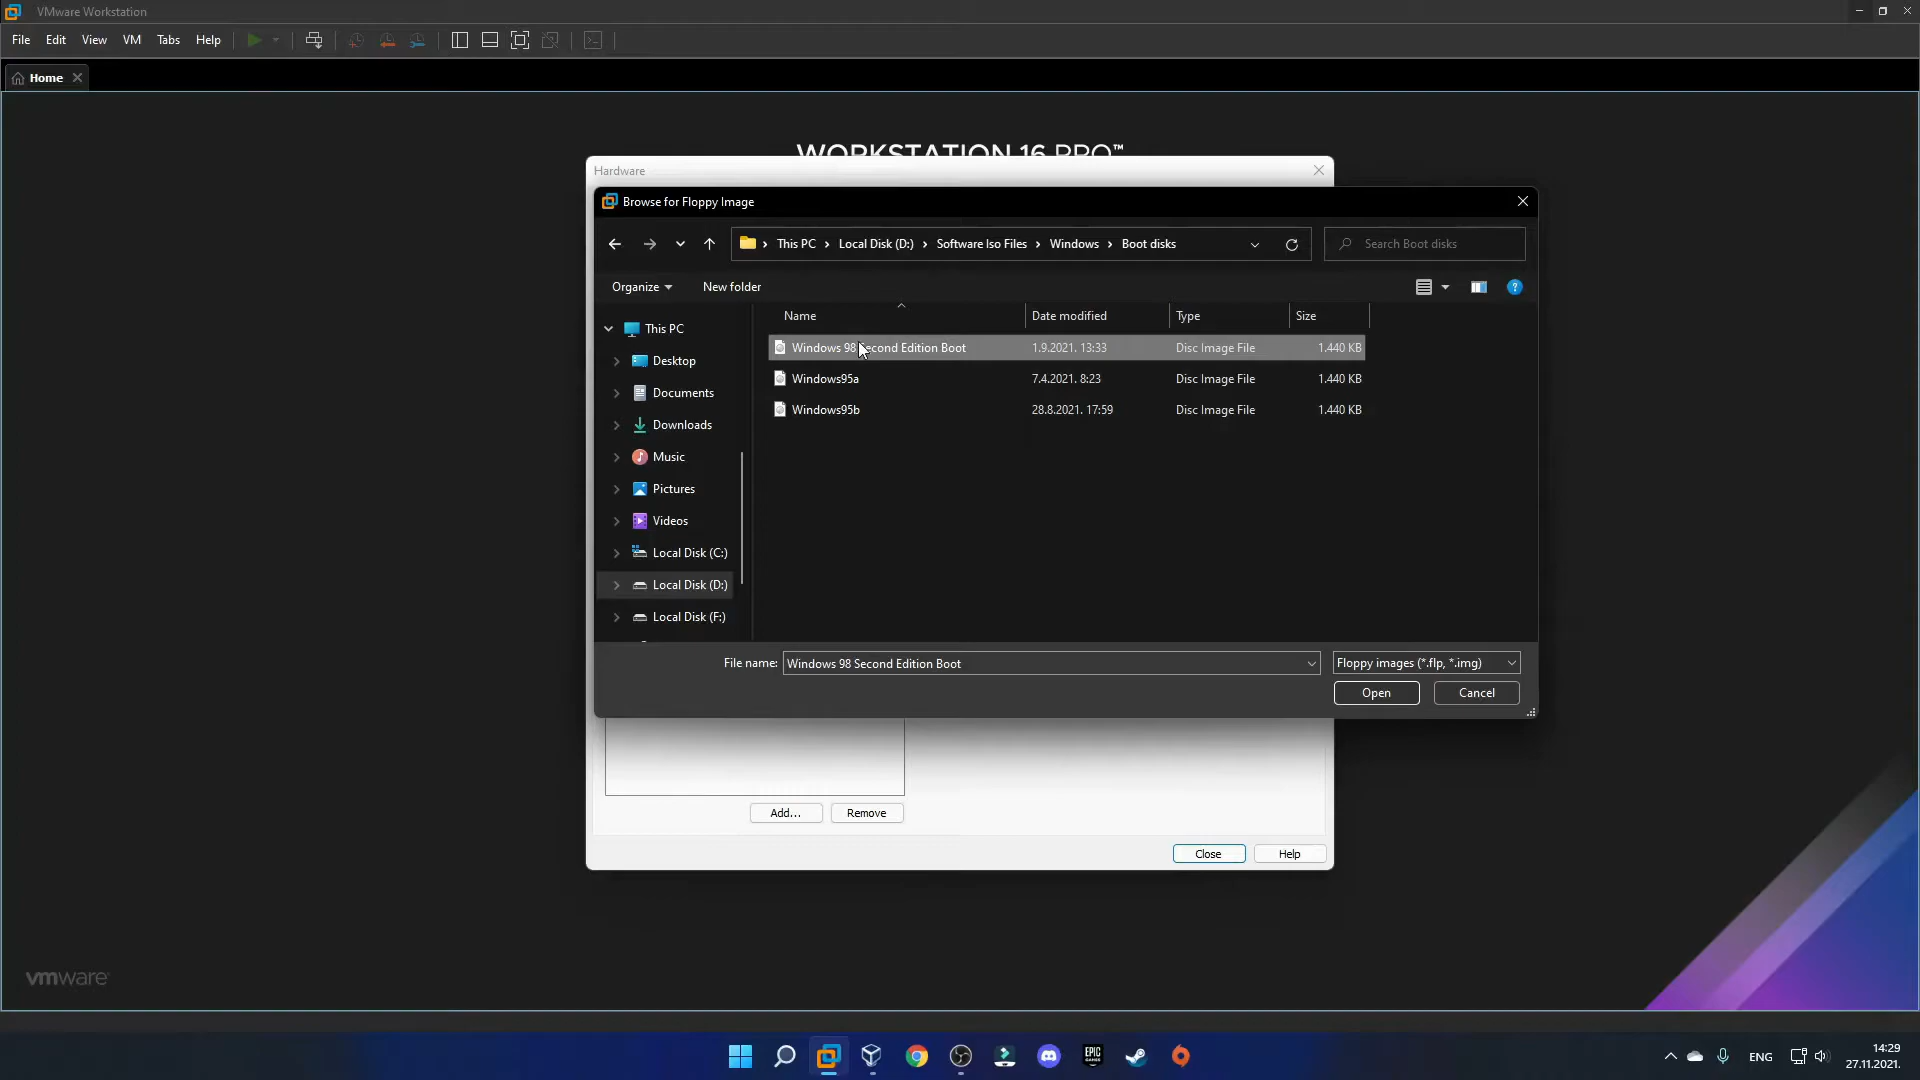 VMware Workstation
File Edit View VM Tabs Help
Home
WORKSTATION 16 PRO™
Hardware
Browse for Floppy Image
This PC › Local Disk (D:) › Software Iso Files › Windows › Boot disks
Search Boot disks
Organize New folder
Name Date modified Type Size
Windows 98 Second Edition Boot 1.9.2021. 13:33 Disc Image File 1.440 KB
Windows95a 7.4.2021. 8:23 Disc Image File 1.440 KB
Windows95b 28.8.2021. 17:59 Disc Image File 1.440 KB
This PC
Desktop
Documents
Downloads
Music
Pictures
Videos
Local Disk (C:)
Local Disk (D:)
Local Disk (F:)
File name: Windows 98 Second Edition Boot Floppy images (*.flp, *.img)
Open Cancel
Add... Remove
Close Help
vmware
EPIC GAMES
ENG
14:29
27.11.2021.